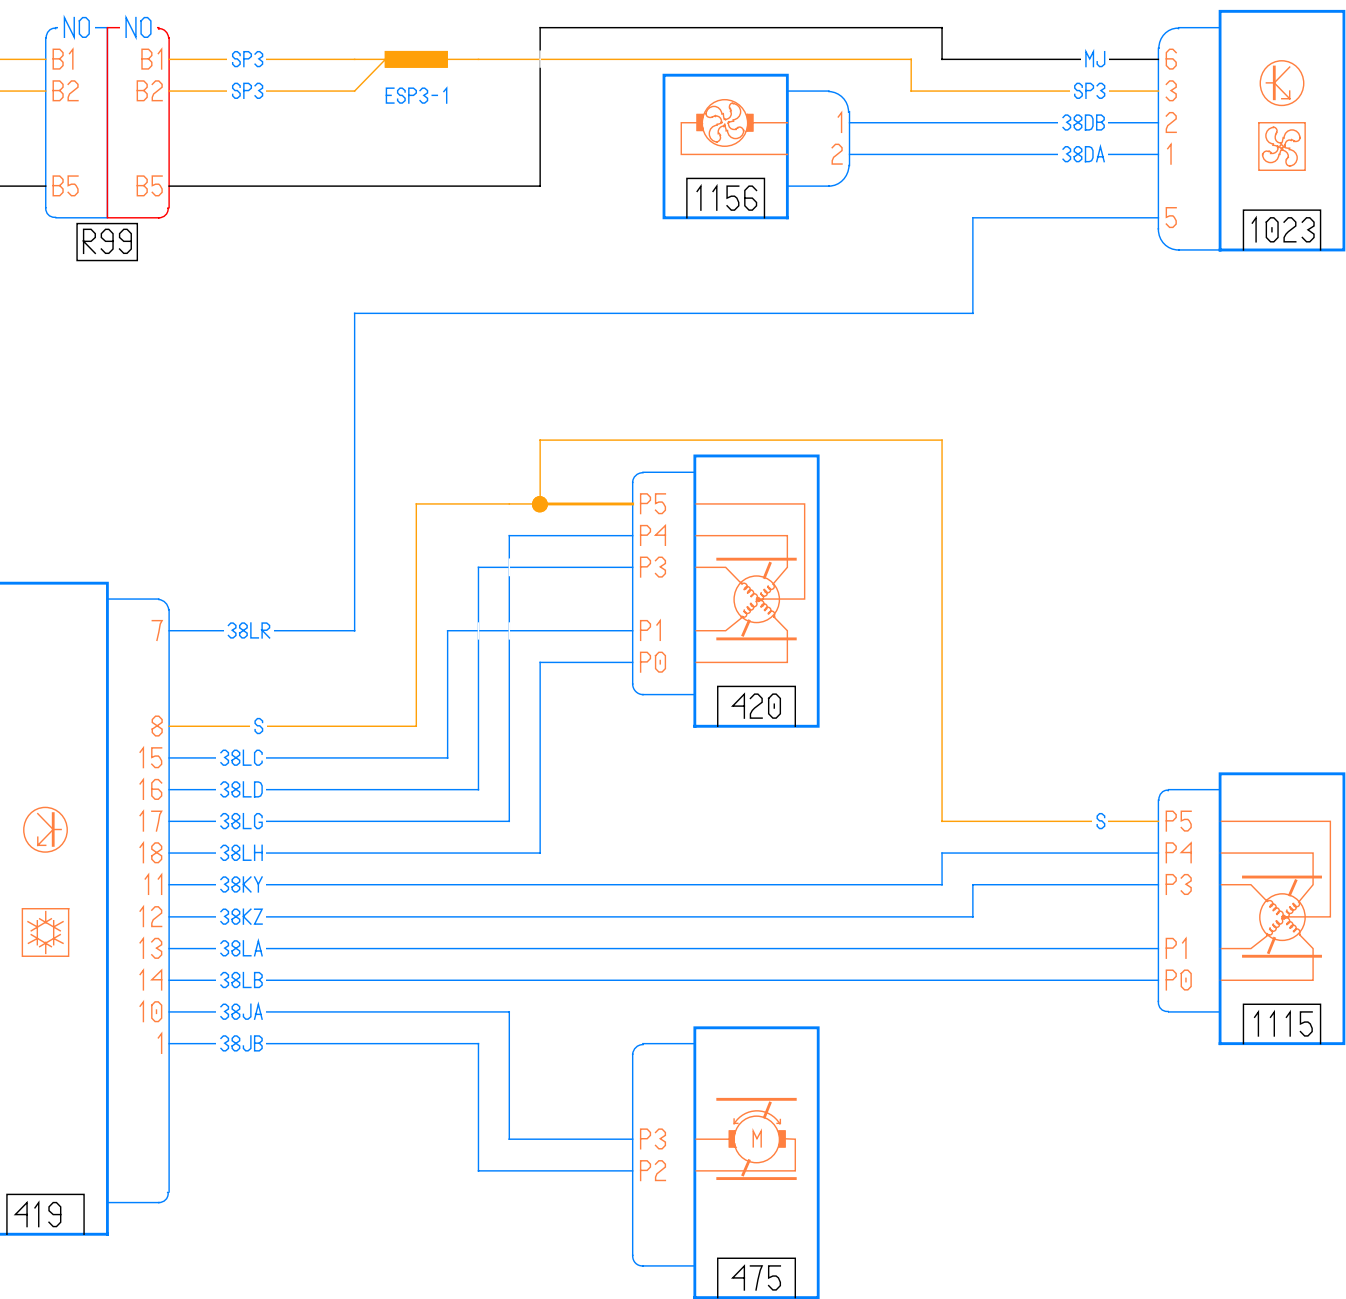 NO NO
B1 B1 SP3 MJ 6
B2 B2 SP3 ESP3-1 SP3 3
1 38DB 2
2 38DA 1
B5 B5
1156
5
R99 1023
P5
P4
P3
7 38LR P1
P0
420
8 S
15 38LC
16 38LD
17 38LG S P5
18 38LH P4
11 38KY P3
12 38KZ
13 38LA P1
14 38LB P0
10 38JA 1115
1 38JB
P3 M
P2
419
475